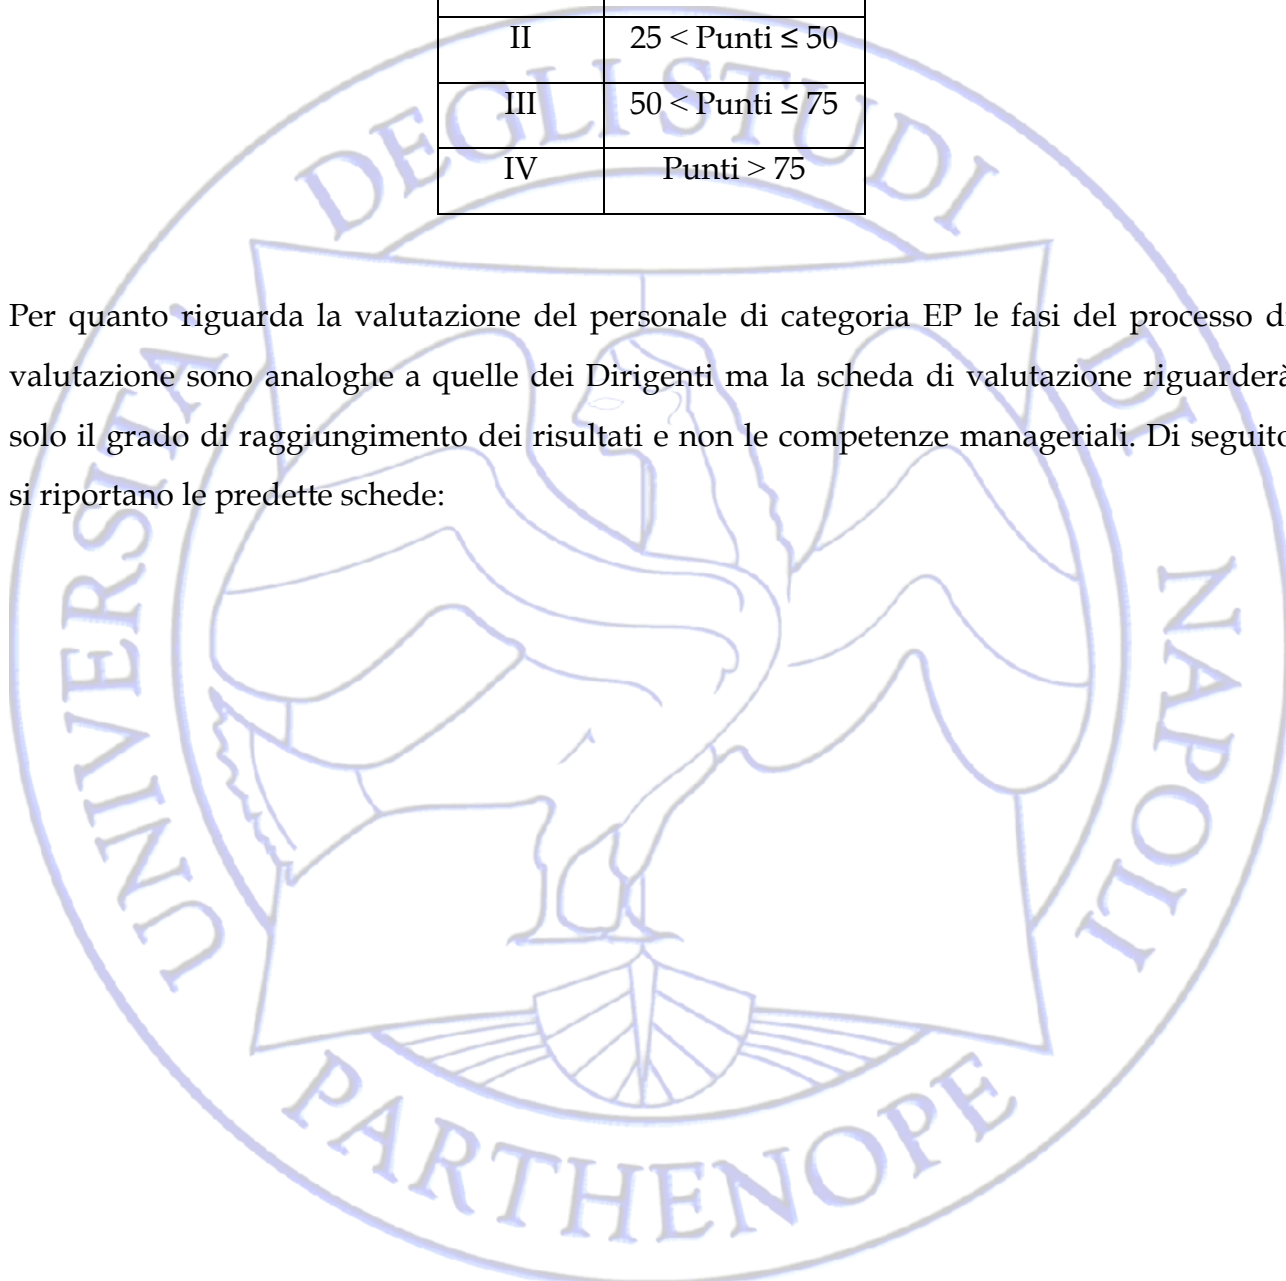 II 25 < Punti ≤ 50
III 50 < Punti ≤ 75
IV Punti > 75
Per quanto riguarda la valutazione del personale di categoria EP le fasi del processo di
valutazione sono analoghe a quelle dei Dirigenti ma la scheda di valutazione riguarderà
solo il grado di raggiungimento dei risultati e non le competenze manageriali. Di seguito
si riportano le predette schede:
UNIVERSITA' DEGLI STUDI DI NAPOLI
PARTHENOPE